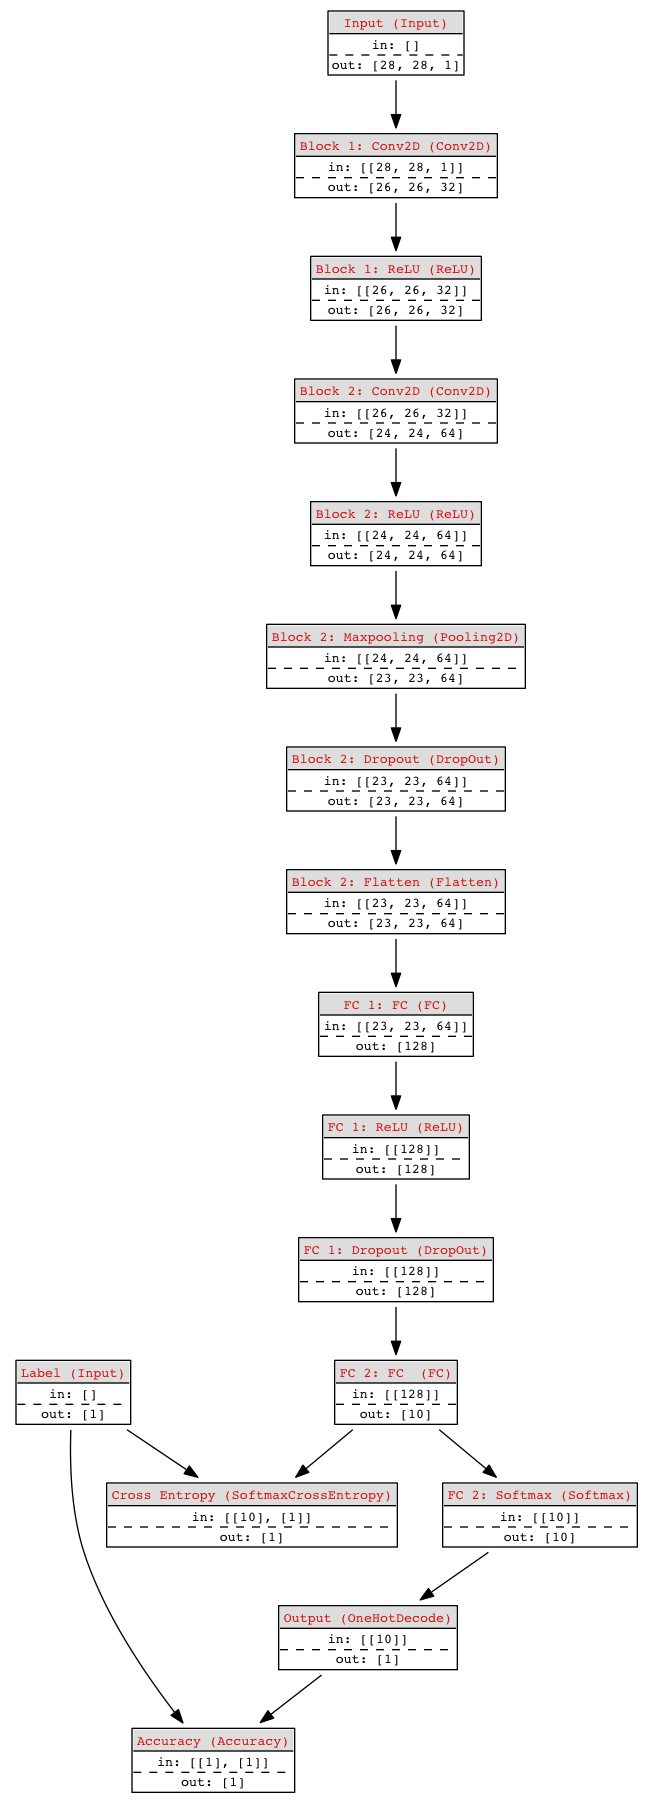 Input (Input)
in: []
out: [28, 28, 1]
Block 1: Conv2D (Conv2D)
in: [[28, 28, 1]]
out: [26, 26, 32]
Block 1: ReLU (ReLU)
in: [[26, 26, 32]]
out: [26, 26, 32]
Block 2: Conv2D (Conv2D)
in: [[26, 26, 32]]
out: [24, 24, 64]
Block 2: ReLU (ReLU)
in: [[24, 24, 64]]
out: [24, 24, 64]
Block 2: Maxpooling (Pooling2D)
in: [[24, 24, 64]]
out: [23, 23, 64]
Block 2: Dropout (DropOut)
in: [[23, 23, 64]]
out: [23, 23, 64]
Block 2: Flatten (Flatten)
in: [[23, 23, 64]]
out: [23, 23, 64]
FC 1: FC (FC)
in: [[23, 23, 64]]
out: [128]
FC 1: ReLU (ReLU)
in: [[128]]
out: [128]
FC 1: Dropout (DropOut)
in: [[128]]
out: [128]
Label (Input)
in: []
out: [1]
FC 2: FC  (FC)
in: [[128]]
out: [10]
Cross Entropy (SoftmaxCrossEntropy)
in: [[10], [1]]
out: [1]
FC 2: Softmax (Softmax)
in: [[10]]
out: [10]
Output (OneHotDecode)
in: [[10]]
out: [1]
Accuracy (Accuracy)
in: [[1], [1]]
out: [1]